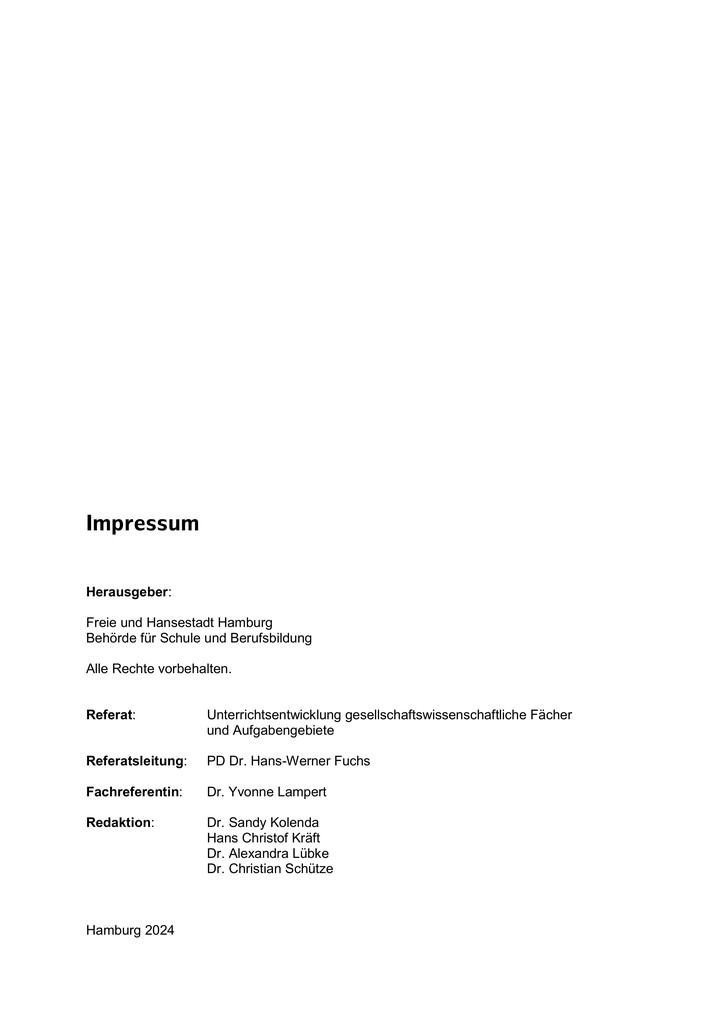 Impressum
Herausgeber:
Freie und Hansestadt Hamburg
Behörde für Schule und Berufsbildung
Alle Rechte vorbehalten.
Referat: Unterrichtsentwicklung gesellschaftswissenschaftliche Fächer
und Aufgabengebiete
Referatsleitung: PD Dr. Hans-Werner Fuchs
Fachreferentin: Dr. Yvonne Lampert
Redaktion: Dr. Sandy Kolenda
Hans Christof Kräft
Dr. Alexandra Lübke
Dr. Christian Schütze
Hamburg 2024